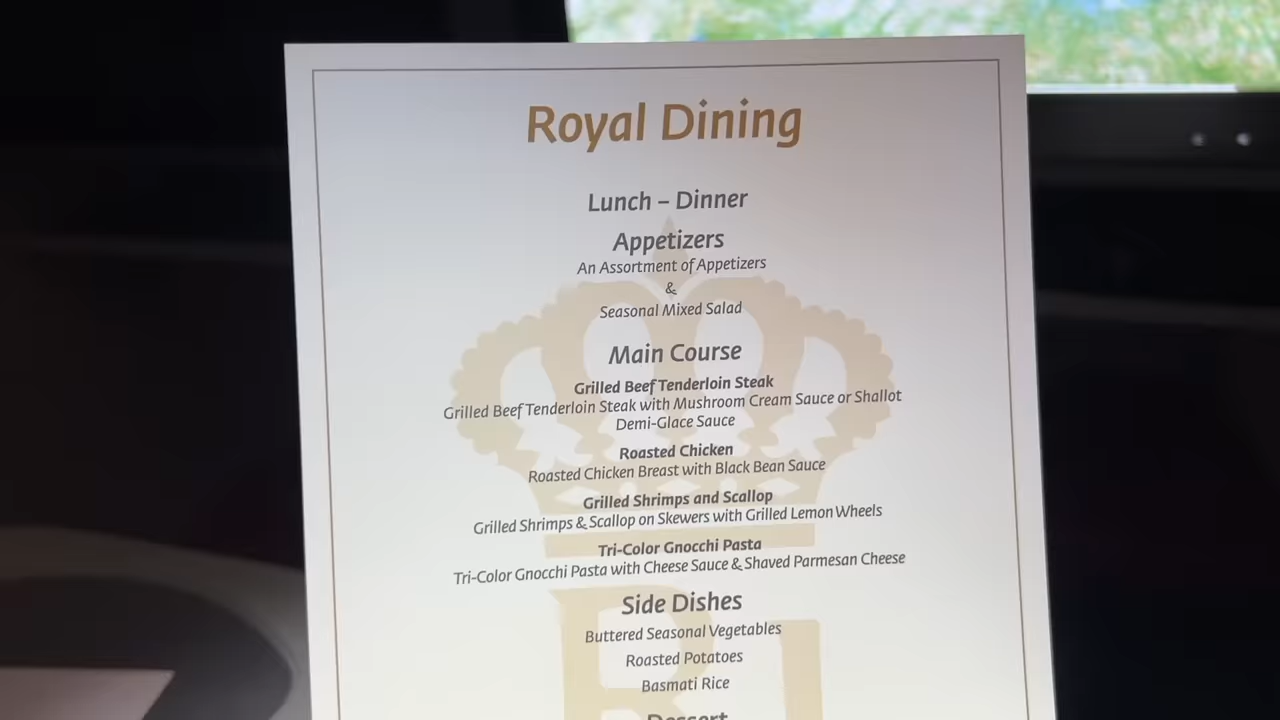 Royal Dining
Lunch – Dinner
Appetizers
An Assortment of Appetizers
&
Seasonal Mixed Salad
Main Course
Grilled Beef Tenderloin Steak
Grilled Beef Tenderloin Steak with Mushroom Cream Sauce or Shallot
Demi-Glace Sauce
Roasted Chicken
Roasted Chicken Breast with Black Bean Sauce
Grilled Shrimps and Scallop
Grilled Shrimps & Scallop on Skewers with Grilled Lemon Wheels
Tri-Color Gnocchi Pasta
Tri-Color Gnocchi Pasta with Cheese Sauce & Shaved Parmesan Cheese
Side Dishes
Buttered Seasonal Vegetables
Roasted Potatoes
Basmati Rice
Dessert
RJ